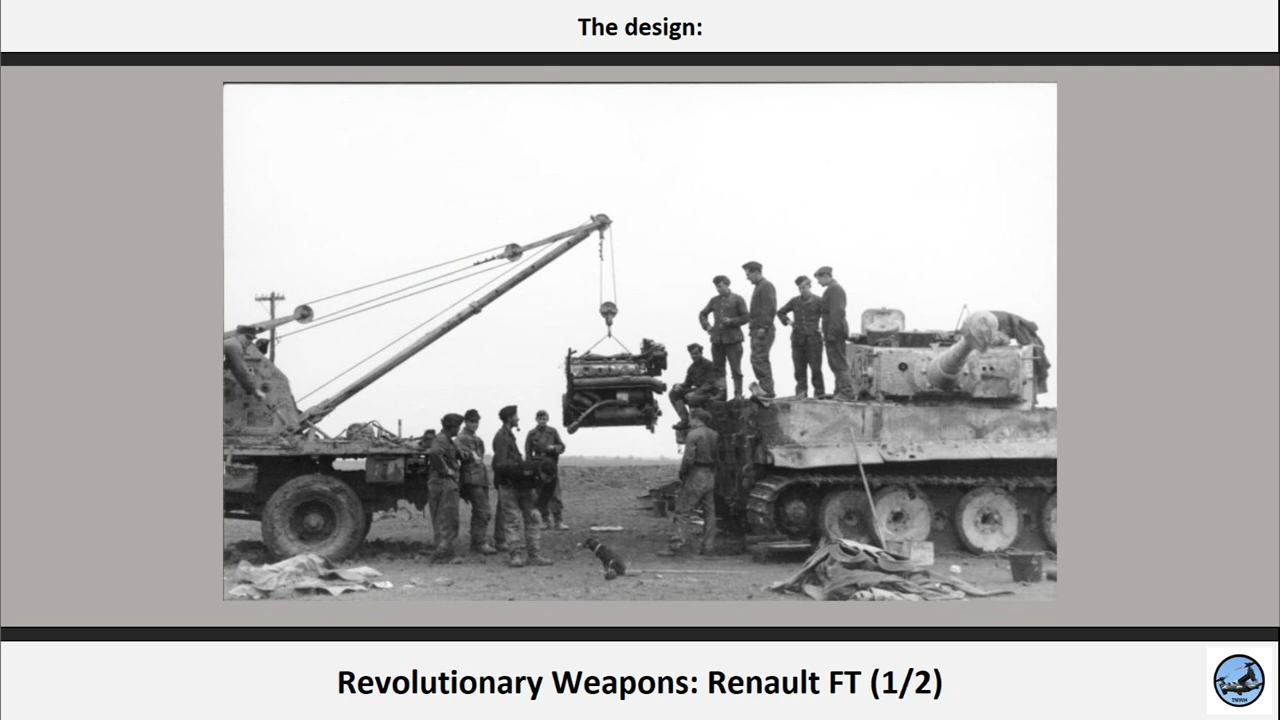 The design:
Revolutionary Weapons: Renault FT (1/2)